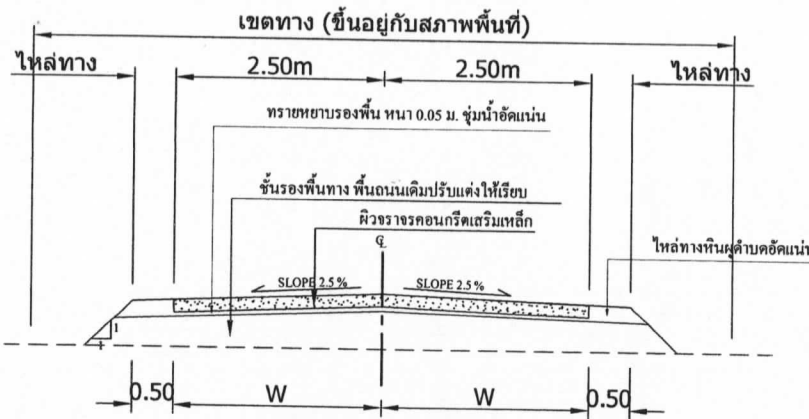 เขตทาง (ขึ้นอยู่กับสภาพพื้นที่)
ไหล่ทาง 2.50m 2.50m ไหล่ทาง
ทรายหยาบรองพื้น หนา 0.05 ม. ชุ่มน้ำอัดแน่น
ชั้นรองพื้นทาง พื้นถนนเดิมปรับแต่งให้เรียบ
ผิวจราจรคอนกรีตเสริมเหล็ก
ไหล่ทางหินผุดำบดอัดแน่น
SLOPE 2.5 % SLOPE 2.5 %
1
0.50 W W 0.50